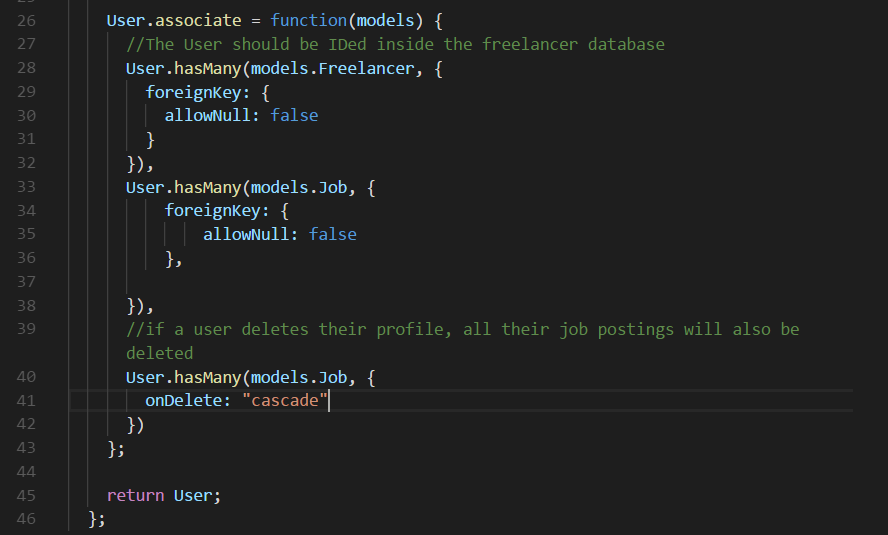 26 User.associate = function(models) {
27 //The User should be IDed inside the freelancer database
28 User.hasMany(models.Freelancer, {
29 foreignKey: {
30 allowNull: false
31 }
32 }),
33 User.hasMany(models.Job, {
34 foreignKey: {
35 allowNull: false
36 },
37
38 }),
39 //if a user deletes their profile, all their job postings will also be
deleted
40 User.hasMany(models.Job, {
41 onDelete: "cascade"
42 })
43 };
44
45 return User;
46 };